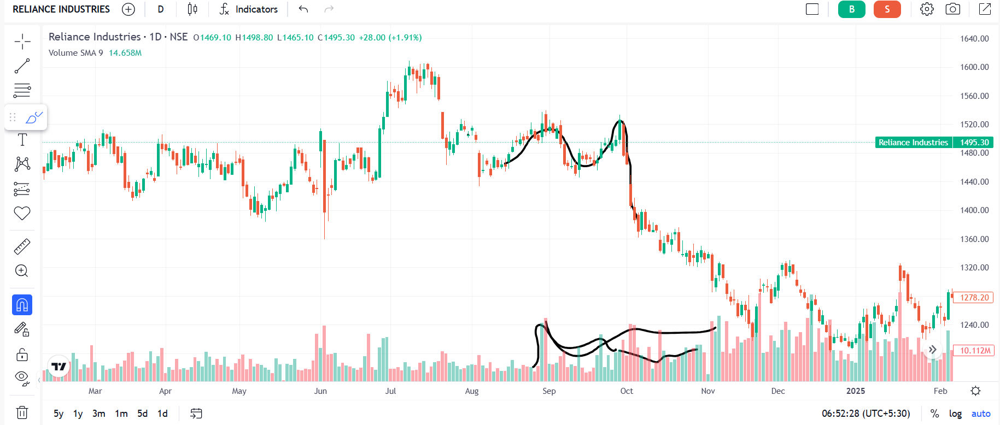 RELIANCE INDUSTRIES D Indicators B S
Reliance Industries · 1D · NSE O1469.10 H1498.80 L1465.10 C1495.30 +28.00 (+1.91%)
Volume SMA 9 14.658M
1640.00
1600.00
1560.00
1520.00
Reliance Industries 1495.30
1480.00
1440.00
1400.00
1360.00
1320.00
1278.20
1240.00
10.112M
Mar Apr May Jun Jul Aug Sep Oct Nov Dec 2025 Feb
5y 1y 3m 1m 5d 1d 06:52:28 (UTC+5:30) % log auto